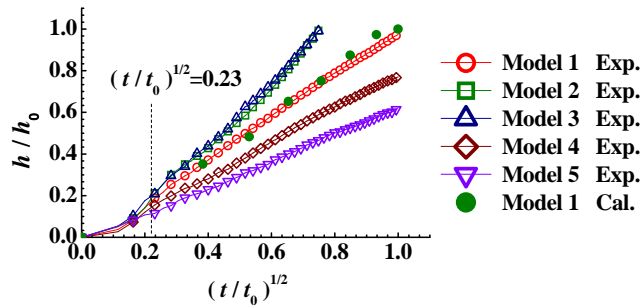 1.0
0.8
0.6
0.4
0.2
0.0
h / h0
(t / t0)^1/2=0.23
0.0 0.2 0.4 0.6 0.8 1.0
(t / t0)^1/2
Model 1 Exp.
Model 2 Exp.
Model 3 Exp.
Model 4 Exp.
Model 5 Exp.
Model 1 Cal.